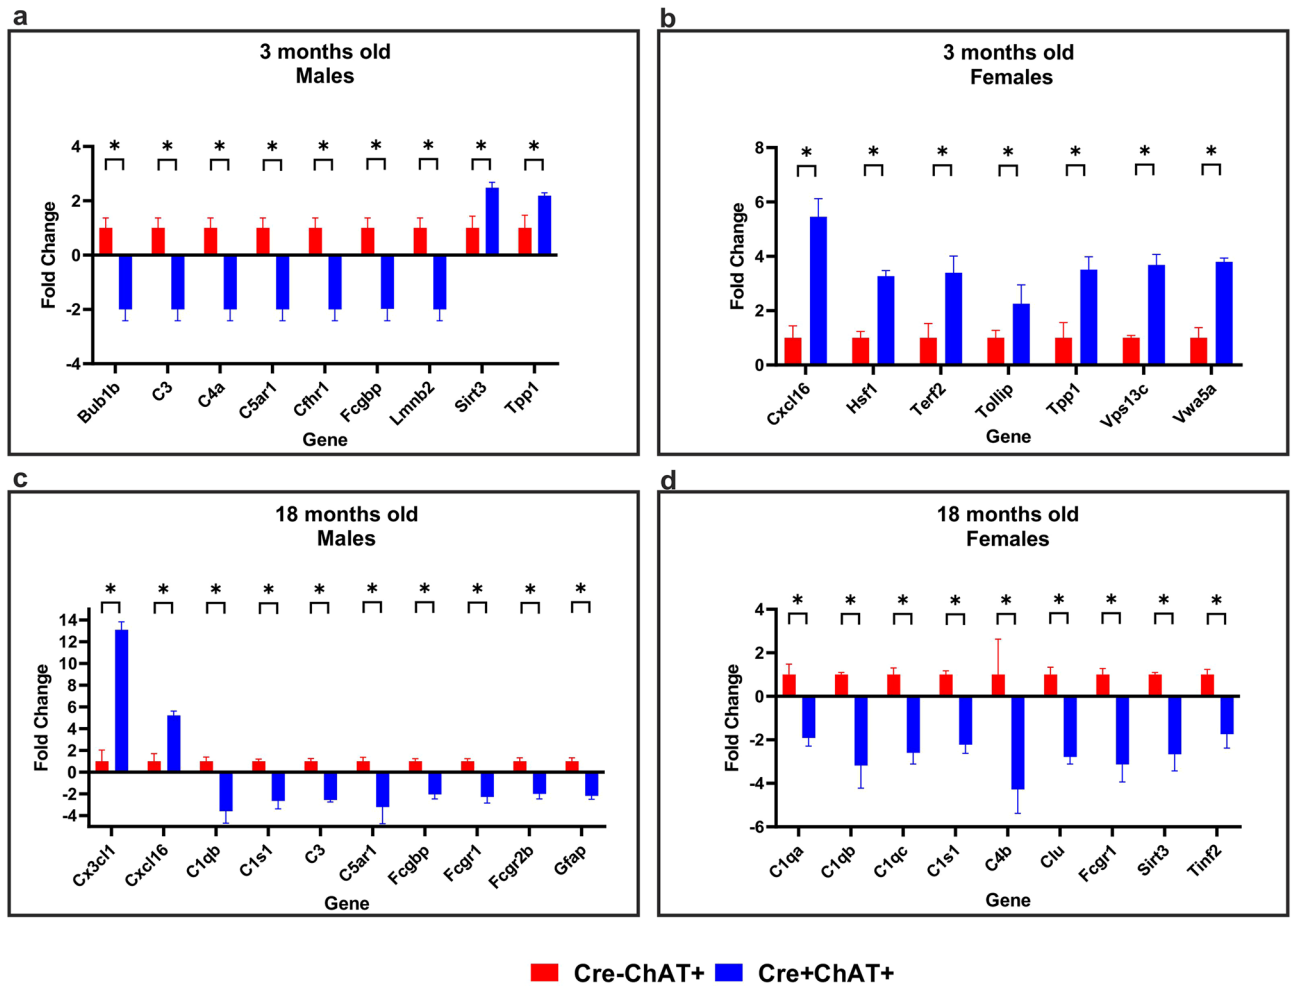 a
3 months old
Males
* * * * * * * * *
4
2
0
-2
-4
Fold Change
Bub1b C3 C4a C5ar1 Cfhr1 Fcgbp Lmnb2 Sirt3 Tpp1
Gene
b
3 months old
Females
* * * * * * *
8
6
4
2
0
Fold Change
Cxcl16 Hsf1 Terf2 Tollip Tpp1 Vps13c Vwa5a
Gene
c
18 months old
Males
* * * * * * * * * *
14
12
10
8
6
4
2
0
-2
-4
Fold Change
Cx3cl1 Cxcl16 C1qb C1s1 C3 C5ar1 Fcgbp Fcgr1 Fcgr2b Gfap
Gene
d
18 months old
Females
* * * * * * * * *
4
2
0
-2
-4
-6
Fold Change
C1qa C1qb C1qc C1s1 C4b Clu Fcgr1 Sirt3 Tinf2
Gene
Cre-ChAT+ Cre+ChAT+